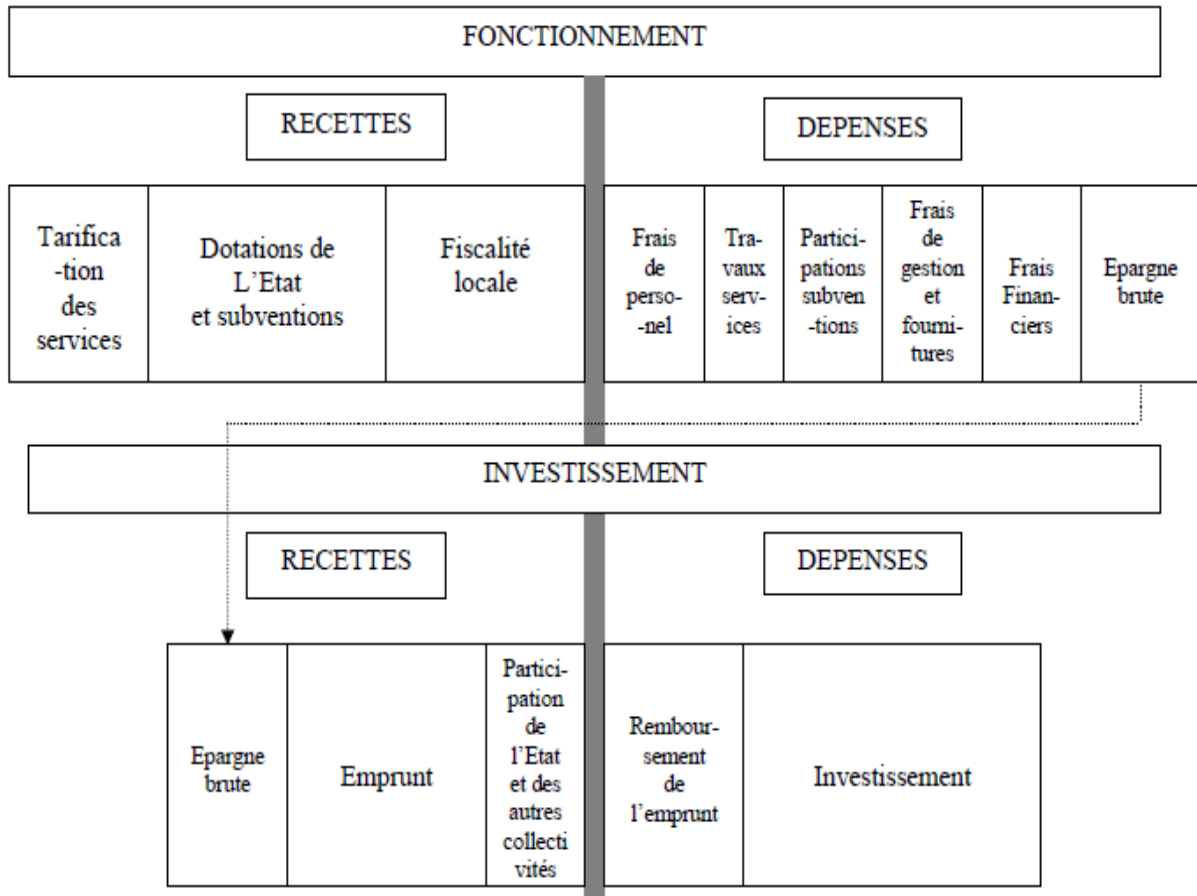 FONCTIONNEMENT
RECETTES
DEPENSES
Tarifica
-tion
des
services
Dotations de
L'Etat
et subventions
Fiscalité
locale
Frais
de
perso-
-nel
Tra-
vaux
serv-
ices
Partici-
pations
subven
-tions
Frais
de
gestion
et
fourni-
tures
Frais
Finan-
ciers
Epargne
brute
INVESTISSEMENT
RECETTES
DEPENSES
Epargne
brute
Emprunt
Partici-
pation
de
l'Etat
et des
autres
collecti
vités
Rembour-
sement
de
l'emprunt
Investissement